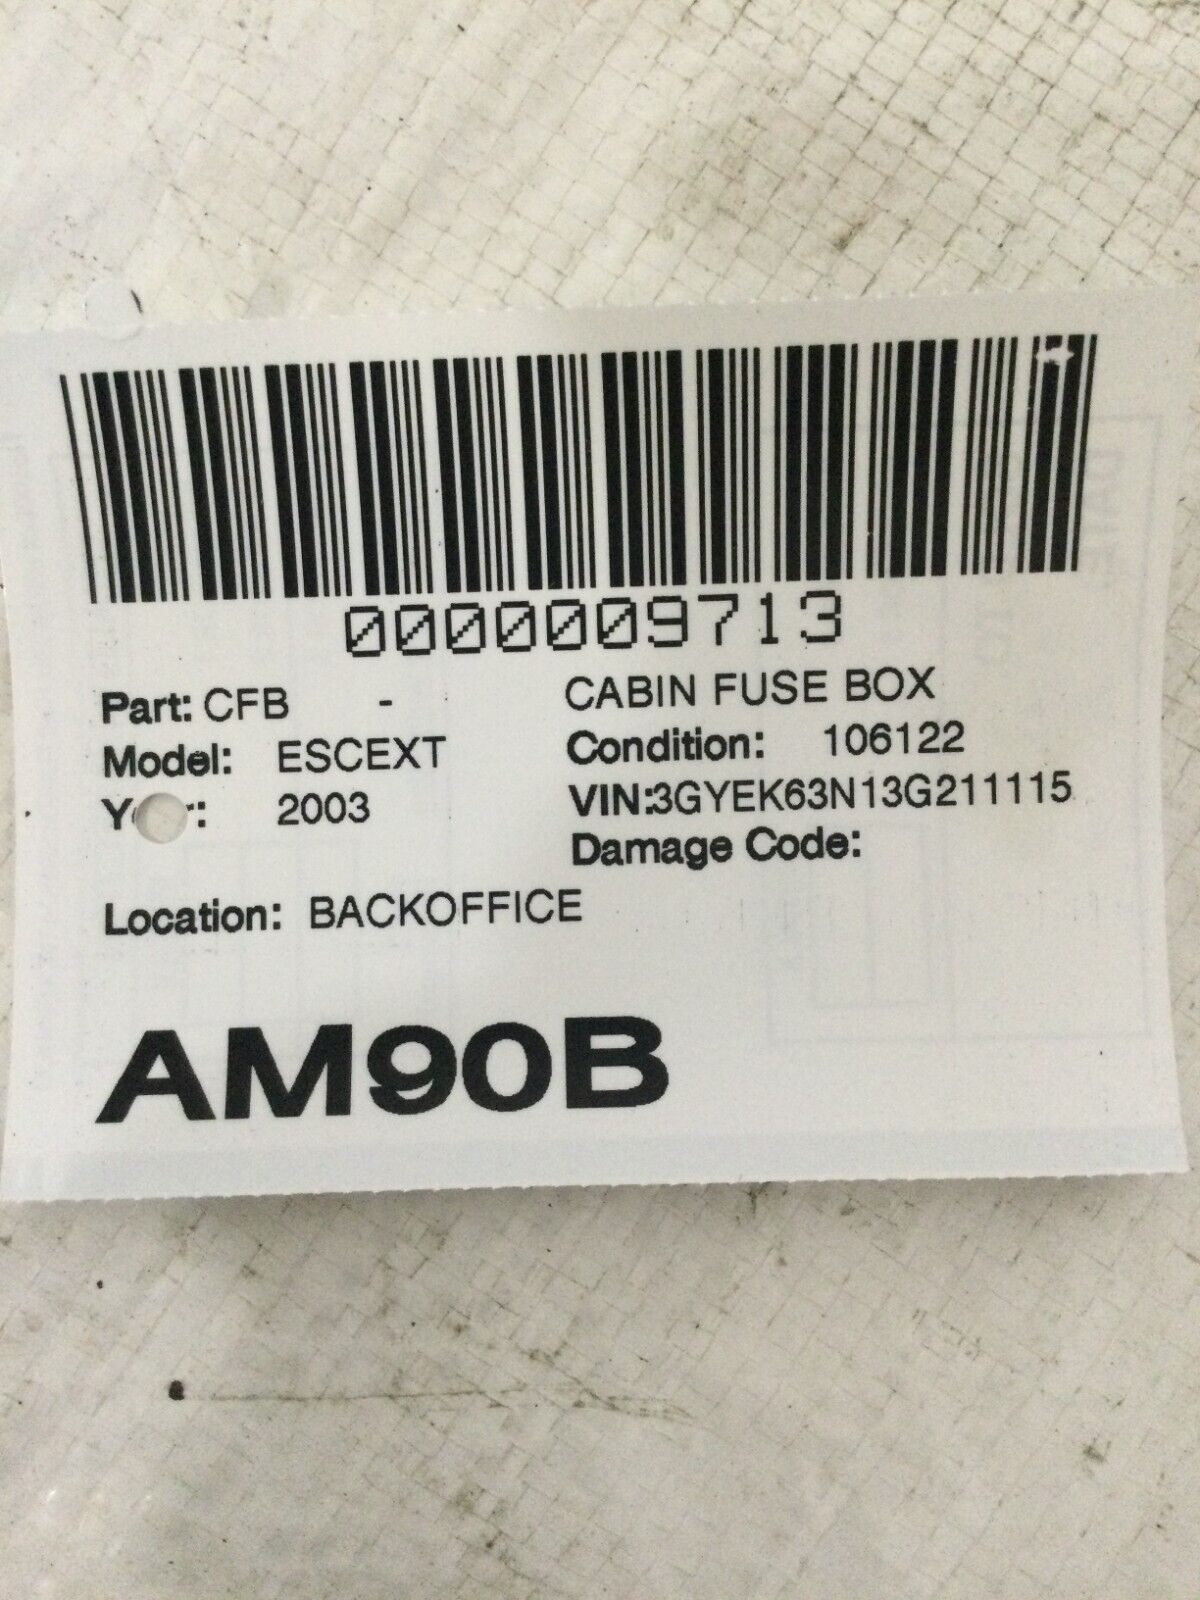 0000009713
Part: CFB - CABIN FUSE BOX
Model: ESCEXT Condition: 106122
2003 VIN:3GYEK63N13G211115
Damage Code:
Location: BACKOFFICE
AM90B